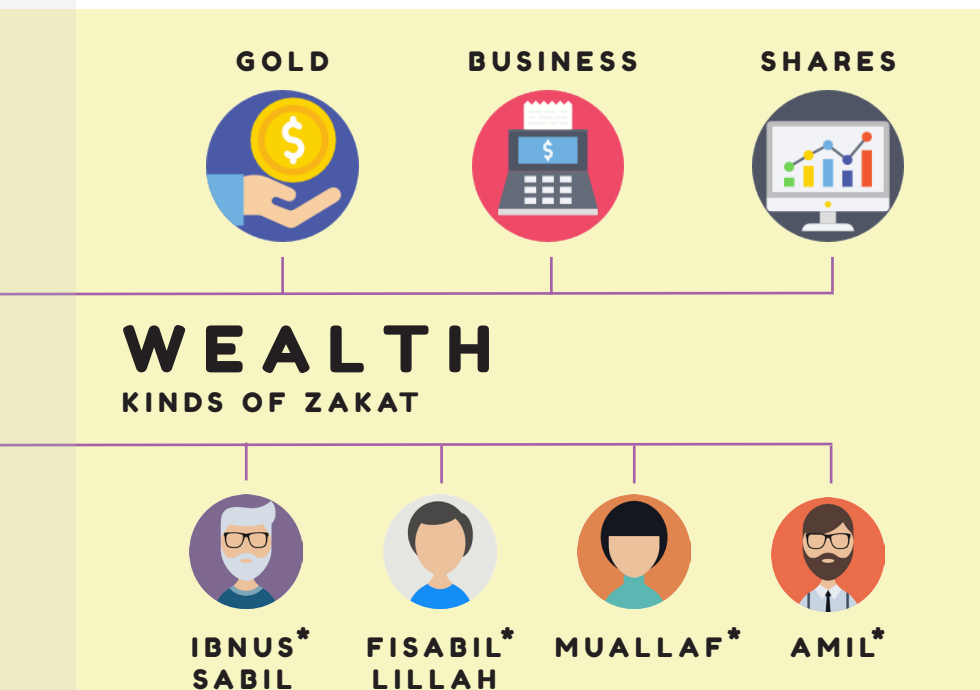 GOLD BUSINESS SHARES
$ $
WEALTH
KINDS OF ZAKAT
IBNUS* FISABIL* MUALLAF* AMIL*
SABIL LILLAH